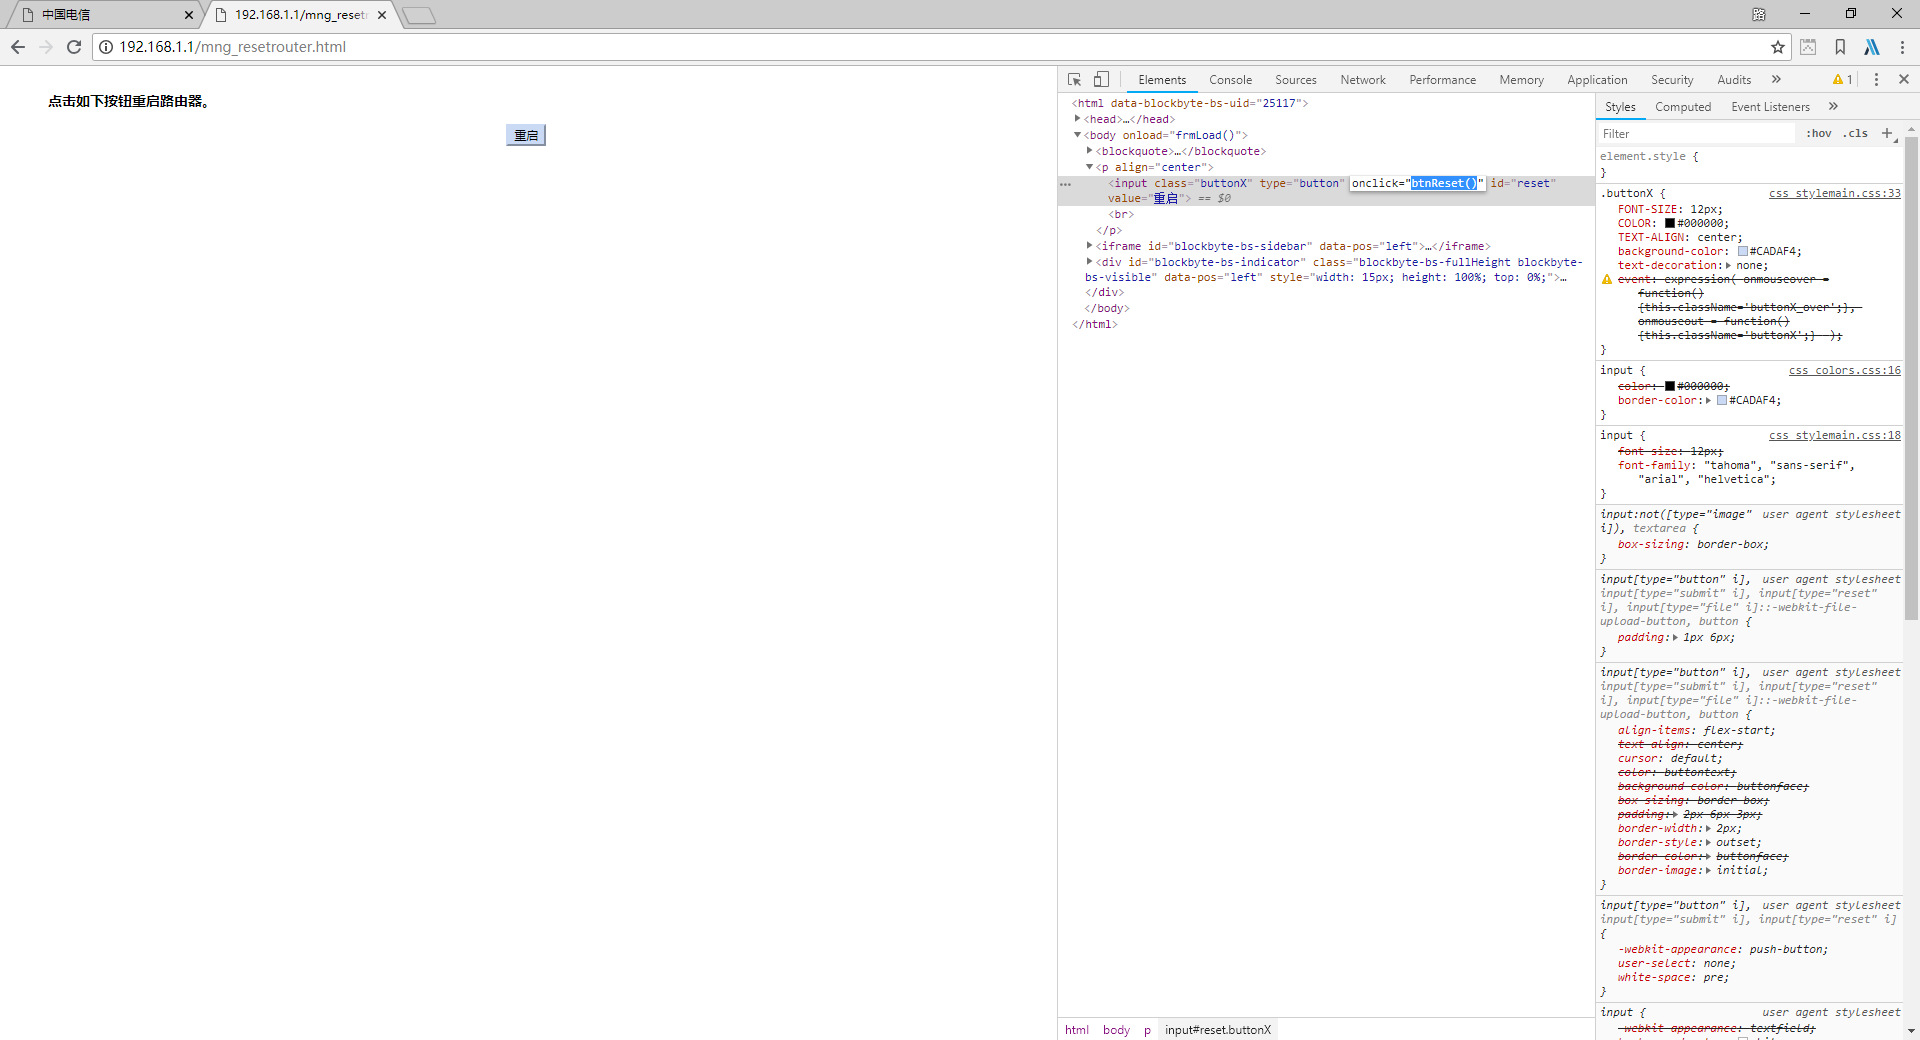 中国电信
192.168.1.1/mng_reset
路
192.168.1.1/mng_resetrouter.html
点击如下按钮重启路由器。
重启
Elements Console Sources Network Performance Memory Application Security Audits » 1
<html data-blockbyte-bs-uid="25117">
<head>…</head>
<body onload="frmLoad()">
<blockquote>…</blockquote>
<p align="center">
<input class="buttonX" type="button" onclick="btnReset()" id="reset"
value="重启"> == $0
<br>
</p>
<iframe id="blockbyte-bs-sidebar" data-pos="left">…</iframe>
<div id="blockbyte-bs-indicator" class="blockbyte-bs-fullHeight blockbyte-
bs-visible" data-pos="left" style="width: 15px; height: 100%; top: 0%;">…
</div>
</body>
</html>
html body p input#reset.buttonX
Styles Computed Event Listeners »
Filter :hov .cls +
element.style {
}
.buttonX { css_stylemain.css:33
FONT-SIZE: 12px;
COLOR: #000000;
TEXT-ALIGN: center;
background-color: #CADAF4;
text-decoration: none;
event: expression( onmouseover =
function()
{this.className='buttonX_over';},
onmouseout = function()
{this.className='buttonX';} );
}
input { css_colors.css:16
color: #000000;
border-color: #CADAF4;
}
input { css_stylemain.css:18
font-size: 12px;
font-family: "tahoma", "sans-serif",
"arial", "helvetica";
}
input:not([type="image" user agent stylesheet
i]), textarea {
box-sizing: border-box;
}
input[type="button" i], user agent stylesheet
input[type="submit" i], input[type="reset"
i], input[type="file" i]::-webkit-file-
upload-button, button {
padding: 1px 6px;
}
input[type="button" i], user agent stylesheet
input[type="submit" i], input[type="reset"
i], input[type="file" i]::-webkit-file-
upload-button, button {
align-items: flex-start;
text-align: center;
cursor: default;
color: buttontext;
background-color: buttonface;
box-sizing: border-box;
padding: 2px 6px 3px;
border-width: 2px;
border-style: outset;
border-color: buttonface;
border-image: initial;
}
input[type="button" i], user agent stylesheet
input[type="submit" i], input[type="reset" i]
{
-webkit-appearance: push-button;
user-select: none;
white-space: pre;
}
input { user agent stylesheet
-webkit-appearance: textfield;